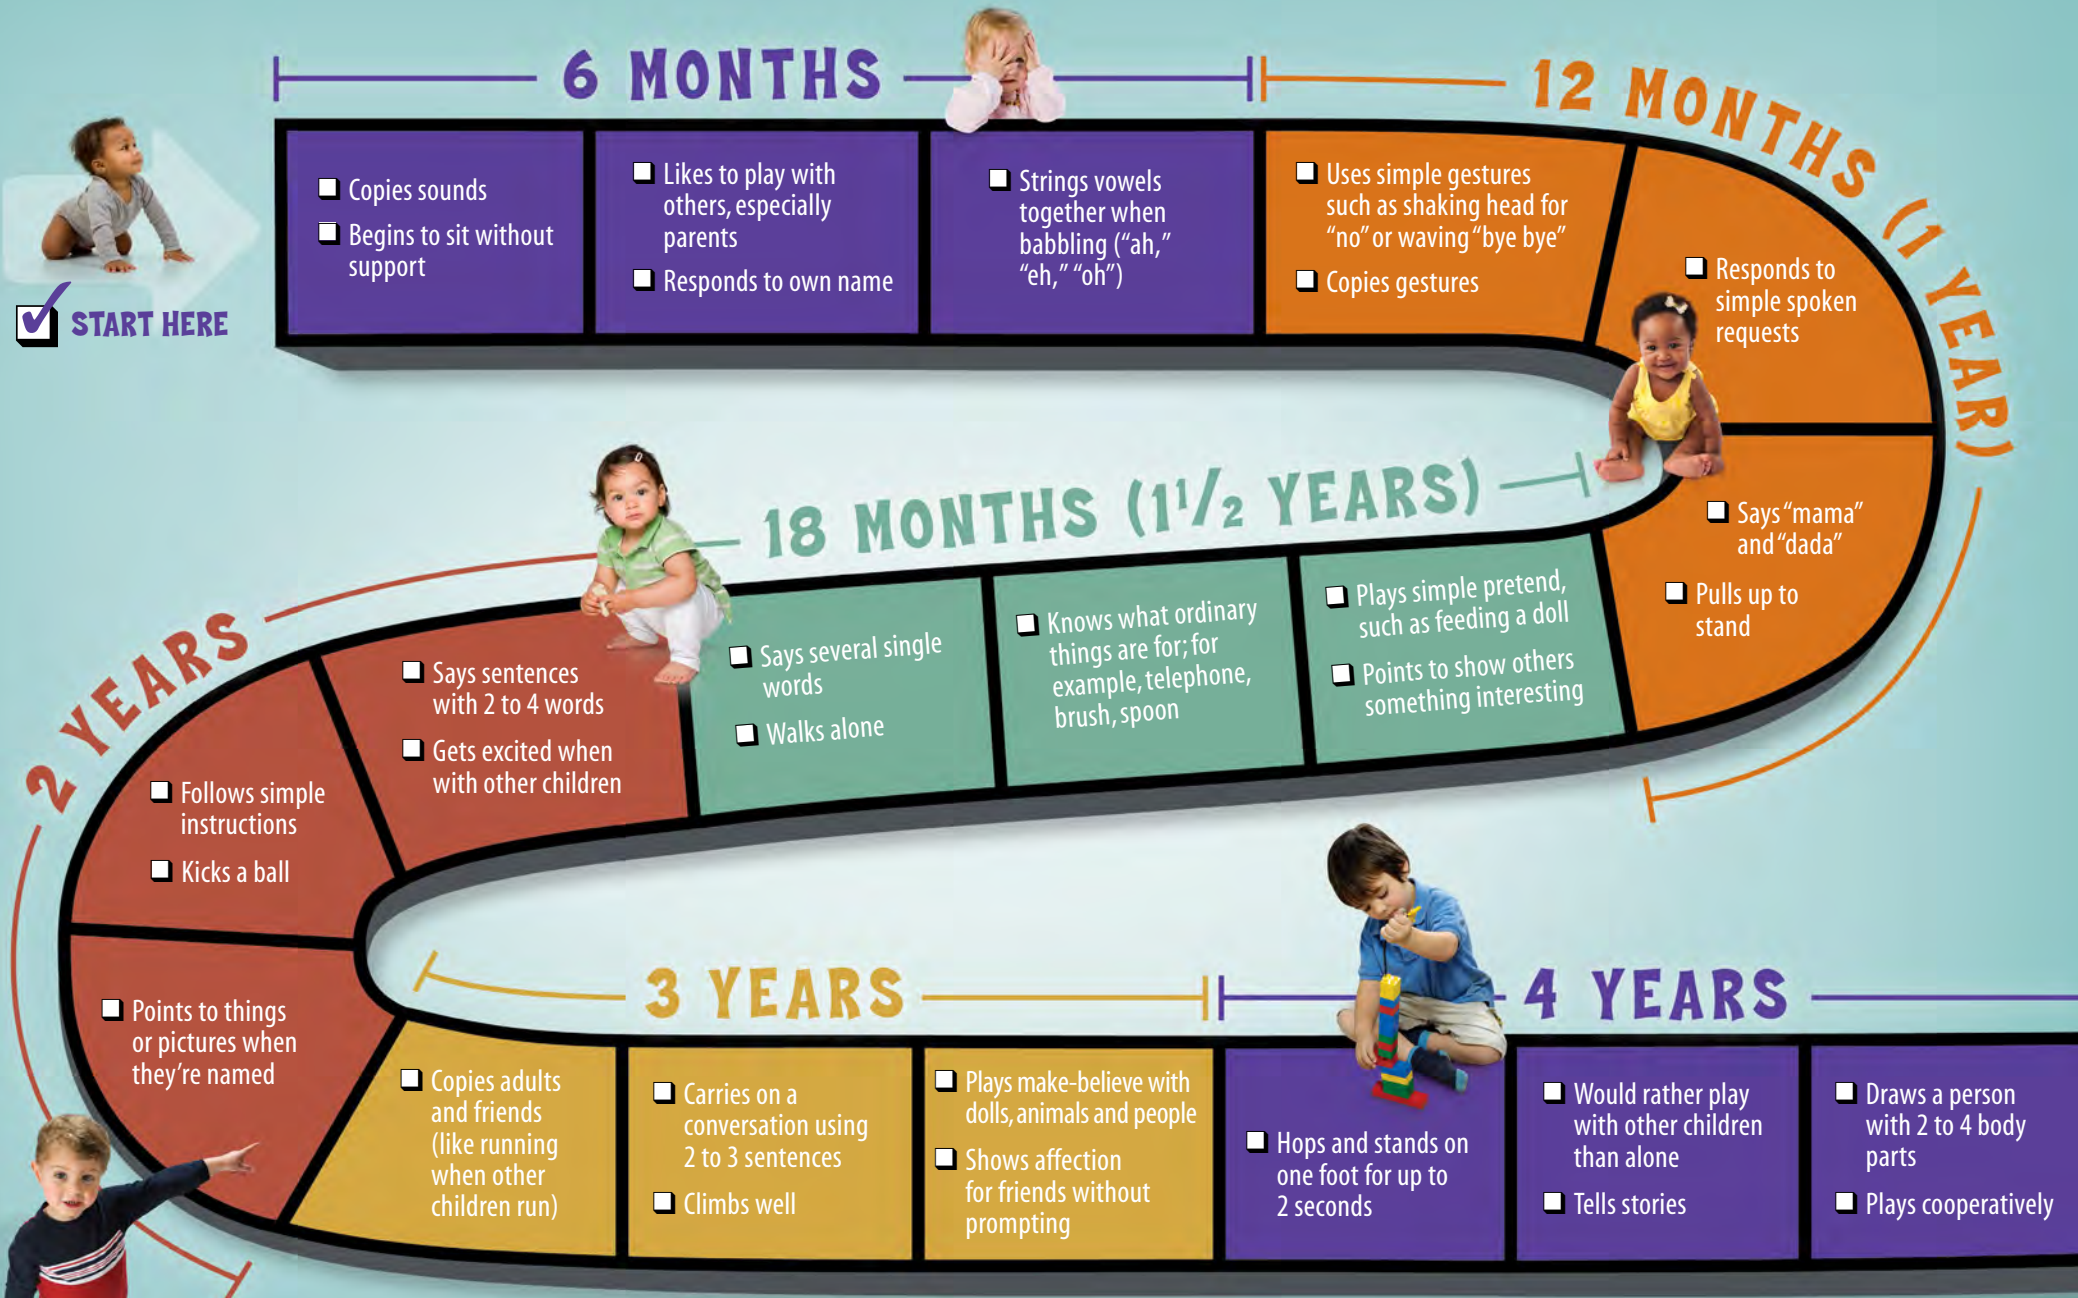 6 MONTHS
12 MONTHS (1 YEAR)
START HERE
Copies sounds
Begins to sit without
support
Likes to play with
others, especially
parents
Responds to own name
Strings vowels
together when
babbling (“ah,”
“eh,” “oh”)
Uses simple gestures
such as shaking head for
“no” or waving “bye bye”
Copies gestures
Responds to
simple spoken
requests
Says “mama”
and “dada”
Pulls up to
stand
18 MONTHS (1 1/2 YEARS)
Plays simple pretend,
such as feeding a doll
Points to show others
something interesting
Knows what ordinary
things are for; for
example, telephone,
brush, spoon
Says several single
words
Walks alone
2 YEARS
Says sentences
with 2 to 4 words
Gets excited when
with other children
Follows simple
instructions
Kicks a ball
Points to things
or pictures when
they’re named
3 YEARS
Copies adults
and friends
(like running
when other
children run)
Carries on a
conversation using
2 to 3 sentences
Climbs well
Plays make-believe with
dolls, animals and people
Shows affection
for friends without
prompting
4 YEARS
Hops and stands on
one foot for up to
2 seconds
Would rather play
with other children
than alone
Tells stories
Draws a person
with 2 to 4 body
parts
Plays cooperatively